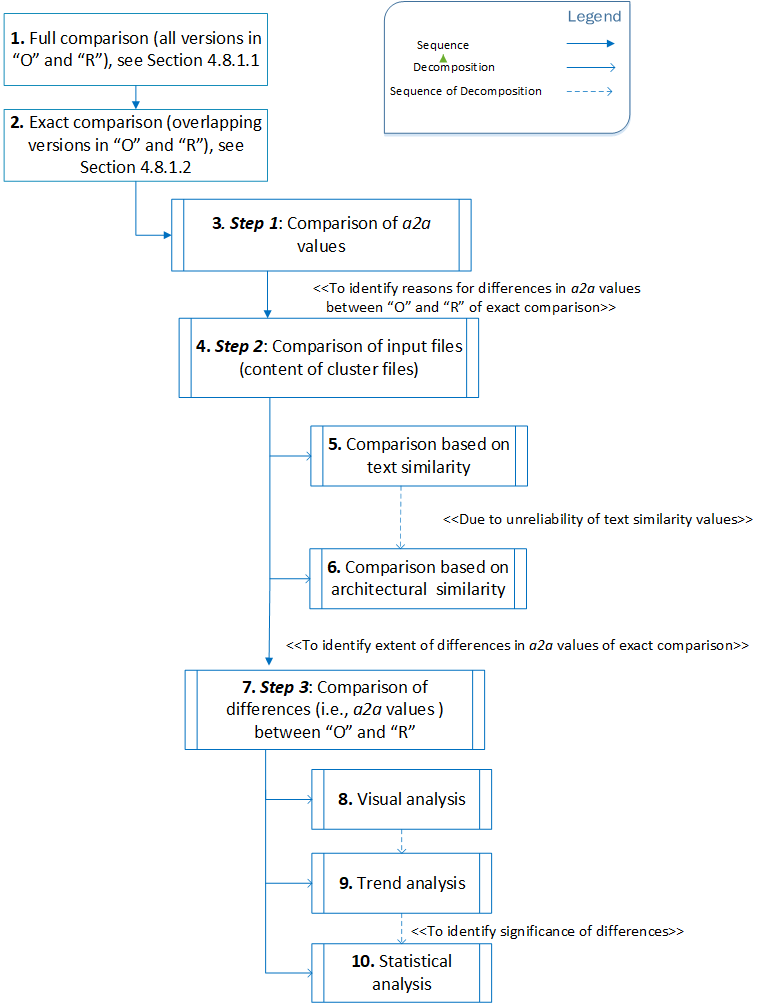 Legend
Sequence
Decomposition
Sequence of Decomposition
1. Full comparison (all versions in
“O” and “R”), see Section 4.8.1.1
2. Exact comparison (overlapping
versions in “O” and “R”), see
Section 4.8.1.2
3. Step 1: Comparison of a2a
values
<<To identify reasons for differences in a2a values
between “O” and “R” of exact comparison>>
4. Step 2: Comparison of input files
(content of cluster files)
5. Comparison based on
text similarity
<<Due to unreliability of text similarity values>>
6. Comparison based on
architectural similarity
<<To identify extent of differences in a2a values of exact comparison>>
7. Step 3: Comparison of
differences (i.e., a2a values )
between “O” and “R”
8. Visual analysis
9. Trend analysis
<<To identify significance of differences>>
10. Statistical
analysis